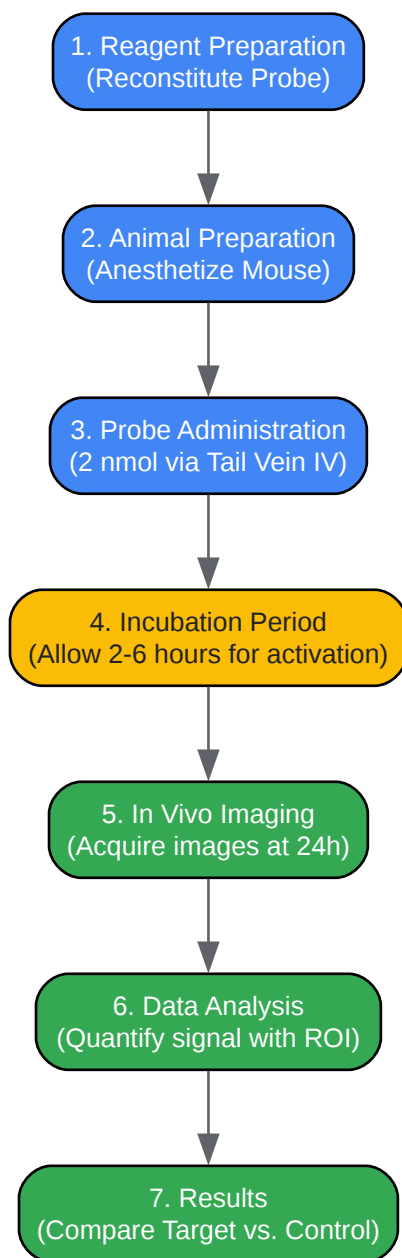 1. Reagent Preparation
(Reconstitute Probe)
2. Animal Preparation
(Anesthetize Mouse)
3. Probe Administration
(2 nmol via Tail Vein IV)
4. Incubation Period
(Allow 2-6 hours for activation)
5. In Vivo Imaging
(Acquire images at 24h)
6. Data Analysis
(Quantify signal with ROI)
7. Results
(Compare Target vs. Control)